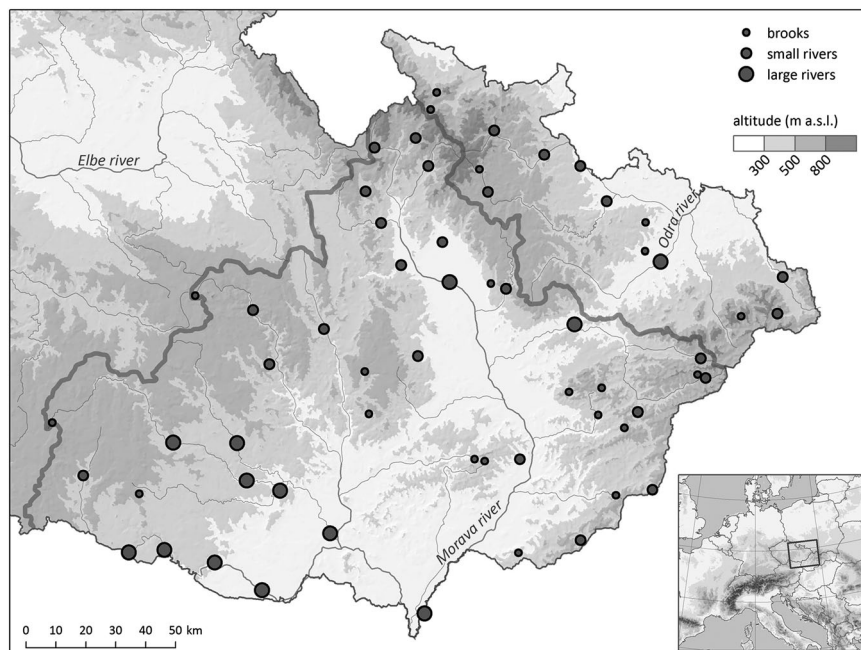 brooks
small rivers
large rivers
altitude (m a.s.l.)
300
500
800
Elbe river
Odra river
Morava river
0 10 20 30 40 50 km